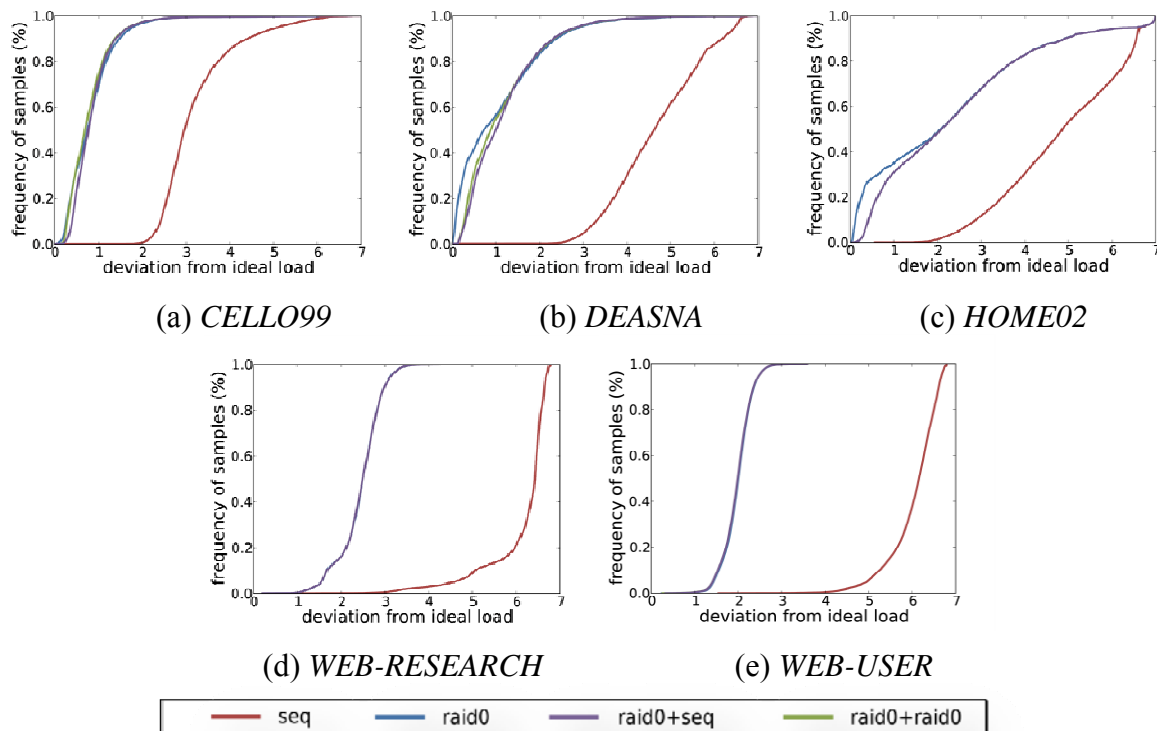 frequency of samples (%)
1.0
0.8
0.6
0.4
0.2
0.0
0 1 2 3 4 5 6 7
deviation from ideal load
(a) CELLO99
frequency of samples (%)
1.0
0.8
0.6
0.4
0.2
0.0
0 1 2 3 4 5 6 7
deviation from ideal load
(b) DEASNA
frequency of samples (%)
1.0
0.8
0.6
0.4
0.2
0.0
0 1 2 3 4 5 6 7
deviation from ideal load
(c) HOME02
frequency of samples (%)
1.0
0.8
0.6
0.4
0.2
0.0
0 1 2 3 4 5 6 7
deviation from ideal load
(d) WEB-RESEARCH
frequency of samples (%)
1.0
0.8
0.6
0.4
0.2
0.0
0 1 2 3 4 5 6 7
deviation from ideal load
(e) WEB-USER
seq raid0 raid0+seq raid0+raid0